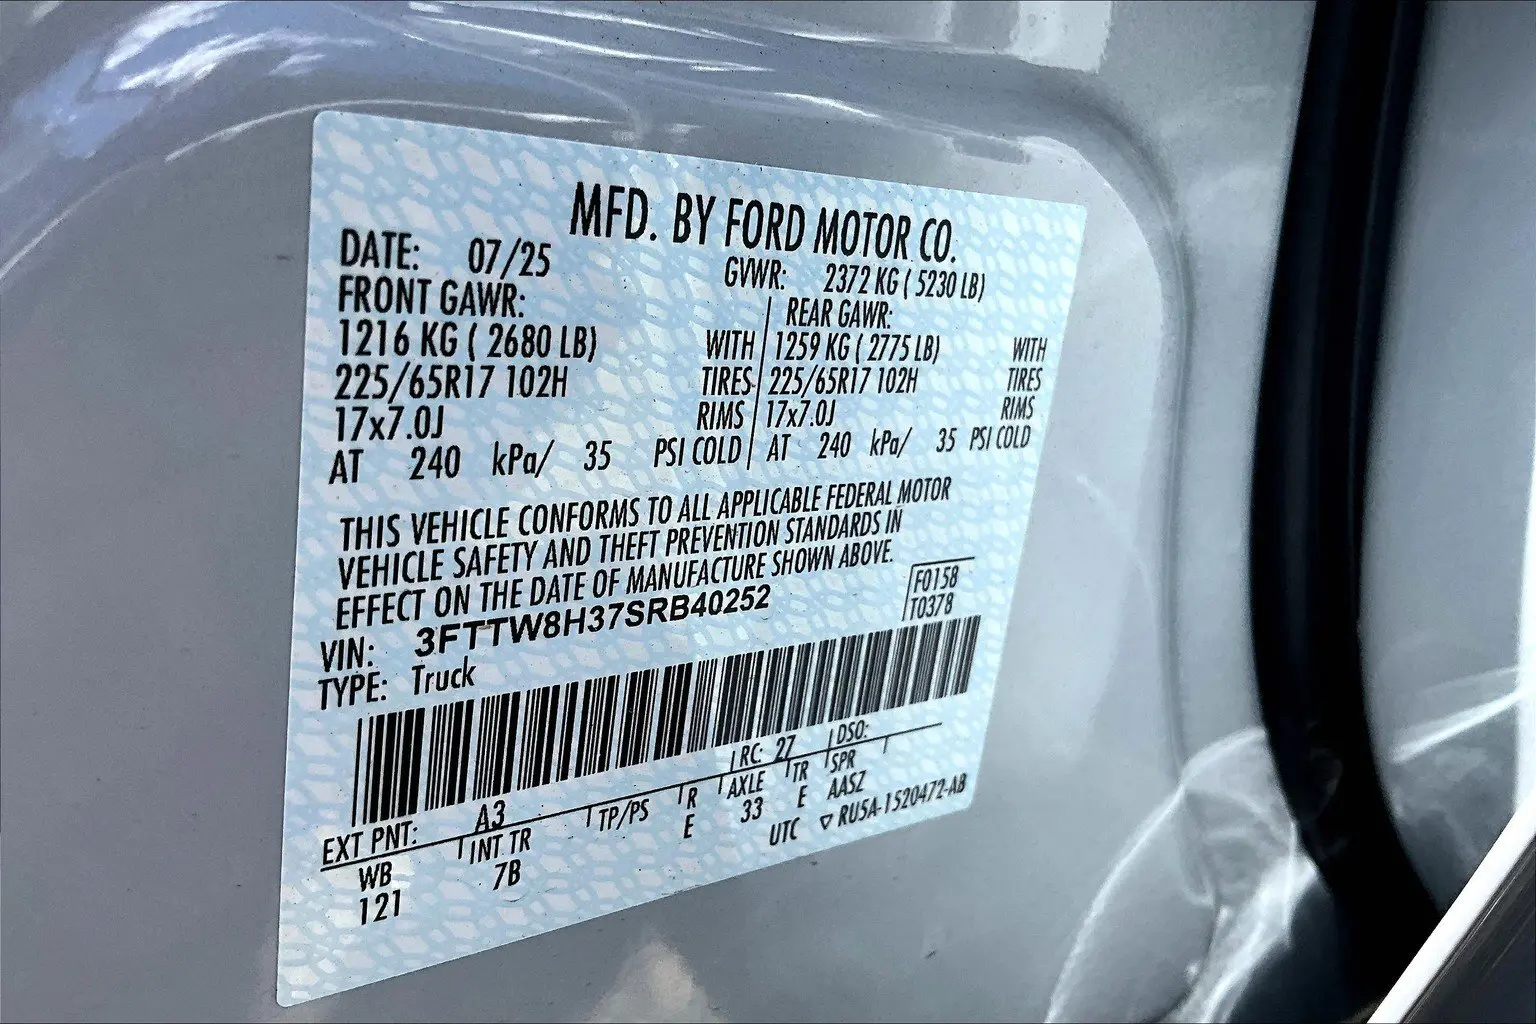 MFD. BY FORD MOTOR CO.
DATE: 07/25 GVWR: 2372 KG ( 5230 LB)
FRONT GAWR: REAR GAWR:
1216 KG ( 2680 LB) WITH 1259 KG ( 2775 LB) WITH
225/65R17 102H TIRES 225/65R17 102H TIRES
17x7.0J RIMS 17x7.0J RIMS
AT 240 kPa/ 35 PSI COLD AT 240 kPa/ 35 PSI COLD
THIS VEHICLE CONFORMS TO ALL APPLICABLE FEDERAL MOTOR
VEHICLE SAFETY AND THEFT PREVENTION STANDARDS IN
EFFECT ON THE DATE OF MANUFACTURE SHOWN ABOVE.
VIN: 3FTTW8H37SRB40252 F0158
TYPE: Truck T0378
EXT PNT: A3 RC: 27 DSO:
WB INT TR TP/PS R AXLE TR SPR
121 7B E 33 E AASZ
UTC ▽ RU5A-1520472-AB